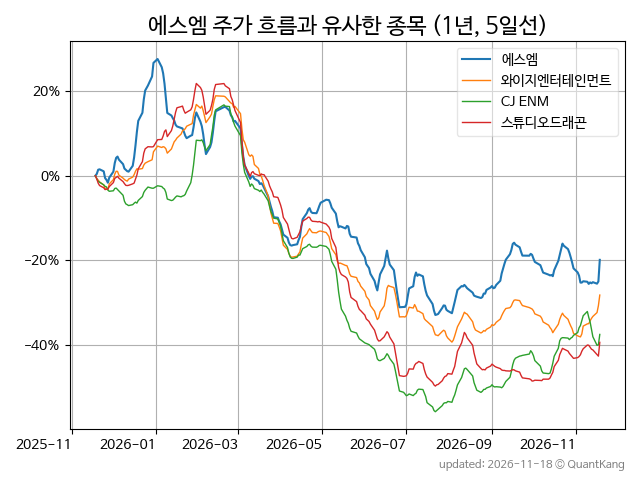 에스엠 주가 흐름과 유사한 종목 (1년, 5일선)
에스엠
와이지엔터테인먼트
CJ ENM
스튜디오드래곤
20%
0%
−20%
−40%
2025-11 2026-01 2026-03 2026-05 2026-07 2026-09 2026-11
updated: 2026-11-18 © QuantKang